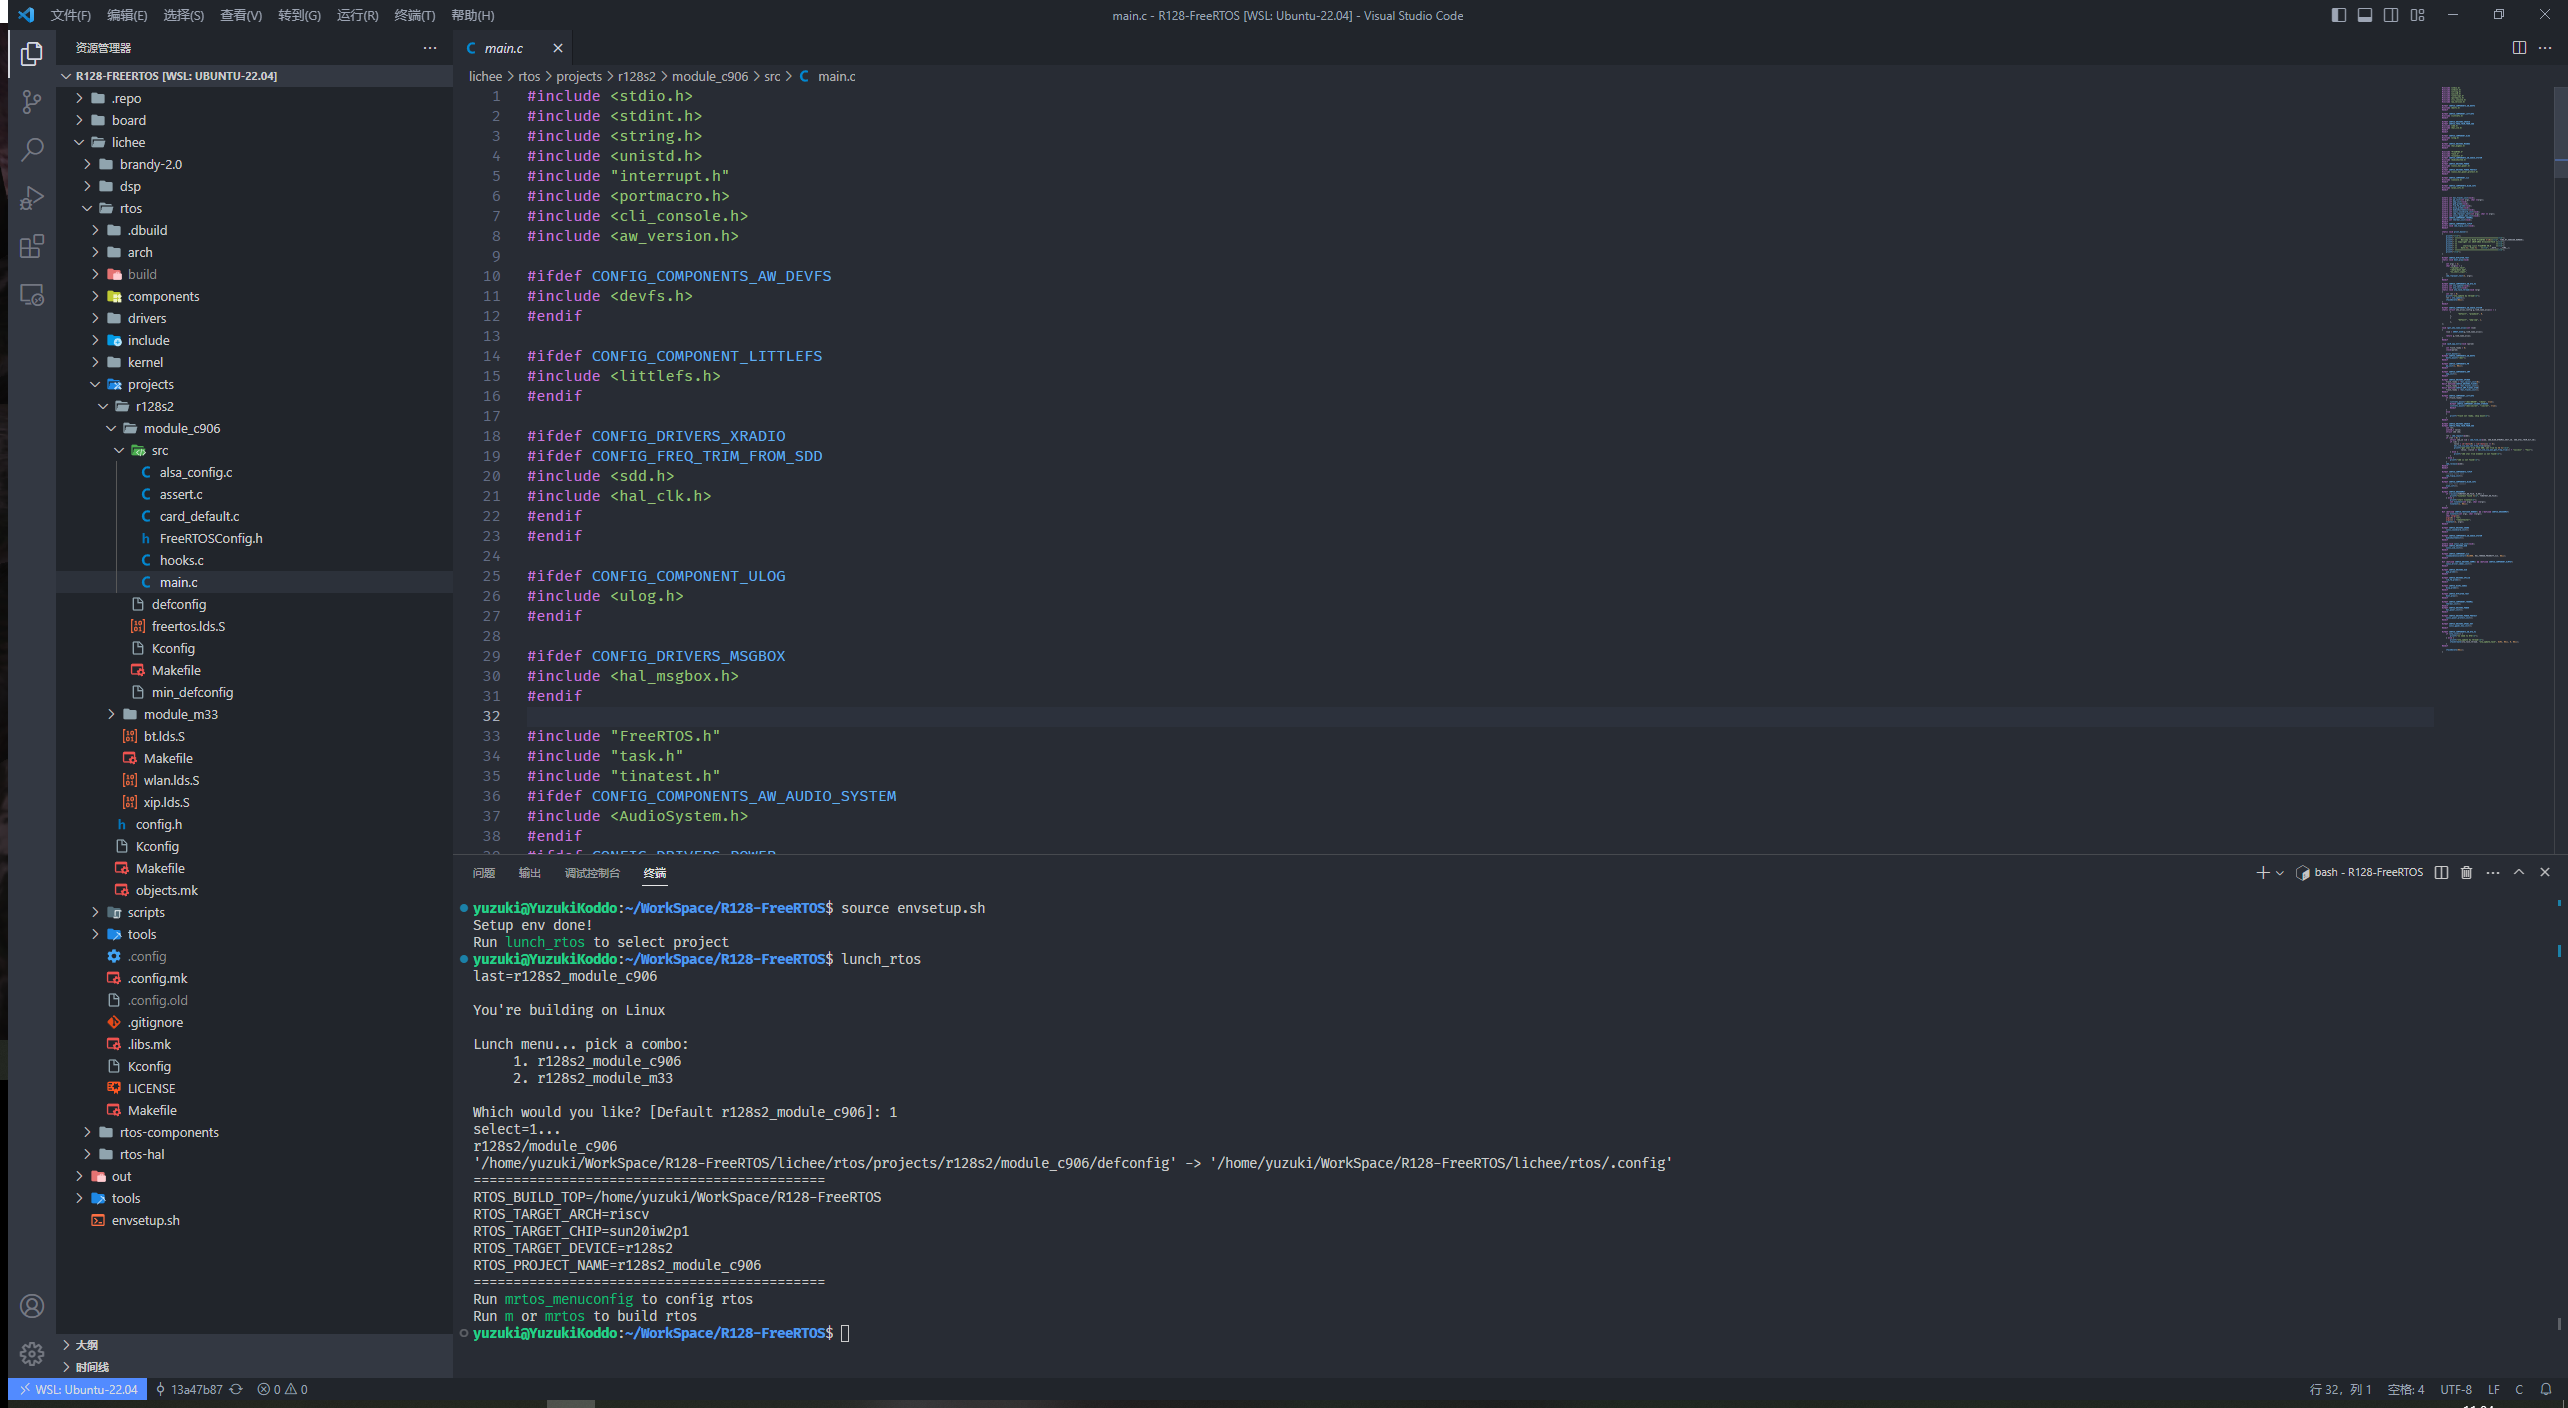 文件(F) 编辑(E) 选择(S) 查看(V) 转到(G) 运行(R) 终端(T) 帮助(H)
main.c - R128-FreeRTOS [WSL: Ubuntu-22.04] - Visual Studio Code
资源管理器
R128-FREERTOS [WSL: UBUNTU-22.04]
.repo
board
lichee
brandy-2.0
dsp
rtos
.dbuild
arch
build
components
drivers
include
kernel
projects
r128s2
module_c906
src
alsa_config.c
assert.c
card_default.c
FreeRTOSConfig.h
hooks.c
main.c
defconfig
freertos.lds.S
Kconfig
Makefile
min_defconfig
module_m33
bt.lds.S
Makefile
wlan.lds.S
xip.lds.S
config.h
Kconfig
Makefile
objects.mk
scripts
tools
.config
.config.mk
.config.old
.gitignore
.libs.mk
Kconfig
LICENSE
Makefile
rtos-components
rtos-hal
out
tools
envsetup.sh
大纲
时间线
main.c
lichee > rtos > projects > r128s2 > module_c906 > src > C main.c
1 #include <stdio.h>
2 #include <stdint.h>
3 #include <string.h>
4 #include <unistd.h>
5 #include "interrupt.h"
6 #include <portmacro.h>
7 #include <cli_console.h>
8 #include <aw_version.h>
9
10 #ifdef CONFIG_COMPONENTS_AW_DEVFS
11 #include <devfs.h>
12 #endif
13
14 #ifdef CONFIG_COMPONENT_LITTLEFS
15 #include <littlefs.h>
16 #endif
17
18 #ifdef CONFIG_DRIVERS_XRADIO
19 #ifdef CONFIG_FREQ_TRIM_FROM_SDD
20 #include <sdd.h>
21 #include <hal_clk.h>
22 #endif
23 #endif
24
25 #ifdef CONFIG_COMPONENT_ULOG
26 #include <ulog.h>
27 #endif
28
29 #ifdef CONFIG_DRIVERS_MSGBOX
30 #include <hal_msgbox.h>
31 #endif
32
33 #include "FreeRTOS.h"
34 #include "task.h"
35 #include "tinatest.h"
36 #ifdef CONFIG_COMPONENTS_AW_AUDIO_SYSTEM
37 #include <AudioSystem.h>
38 #endif
39 #ifdef CONFIG_DRIVERS_POWER
问题 输出 调试控制台 终端
bash - R128-FreeRTOS
yuzuki@YuzukiKoddo:~/WorkSpace/R128-FreeRTOS$ source envsetup.sh
Setup env done!
Run lunch_rtos to select project
yuzuki@YuzukiKoddo:~/WorkSpace/R128-FreeRTOS$ lunch_rtos
last=r128s2_module_c906
You're building on Linux
Lunch menu... pick a combo:
1. r128s2_module_c906
2. r128s2_module_m33
Which would you like? [Default r128s2_module_c906]: 1
select=1...
r128s2/module_c906
'/home/yuzuki/WorkSpace/R128-FreeRTOS/lichee/rtos/projects/r128s2/module_c906/defconfig' -> '/home/yuzuki/WorkSpace/R128-FreeRTOS/lichee/rtos/.config'
============================================
RTOS_BUILD_TOP=/home/yuzuki/WorkSpace/R128-FreeRTOS
RTOS_TARGET_ARCH=riscv
RTOS_TARGET_CHIP=sun20iw2p1
RTOS_TARGET_DEVICE=r128s2
RTOS_PROJECT_NAME=r128s2_module_c906
============================================
Run mrtos_menuconfig to config rtos
Run m or mrtos to build rtos
yuzuki@YuzukiKoddo:~/WorkSpace/R128-FreeRTOS$
WSL: Ubuntu-22.04 13a47b87 0 0
行 32, 列 1 空格: 4 UTF-8 LF C